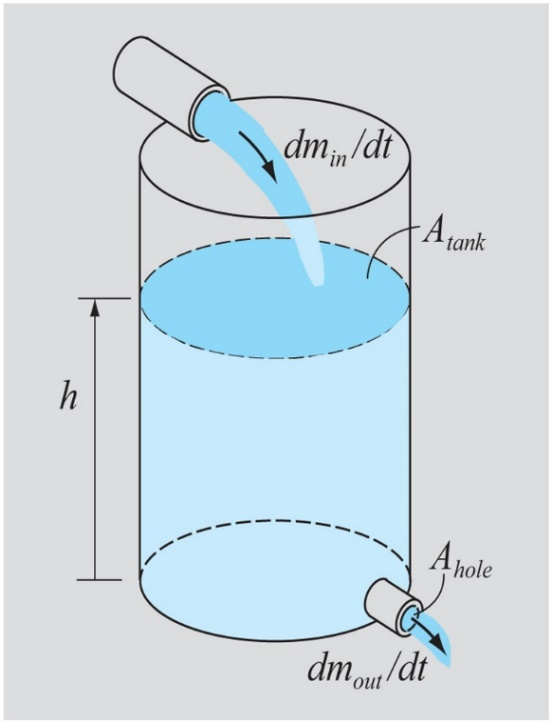 dm_in/dt
A_tank
h
A_hole
dm_out/dt